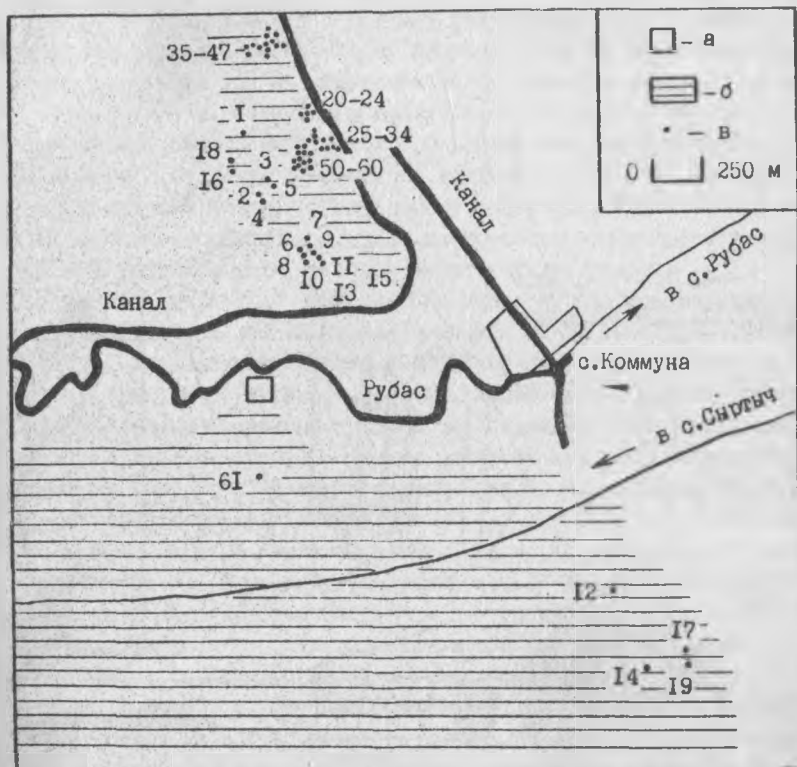 35-47
20-24
I
25-34
I8
3
50-60
I6
5
2
4
7
6
9
8
II
I0
I5
I3
Канал
Канал
в с.Рубас
с.Коммуна
Рубас
в с.Сыртыч
6I
I2
I7
I4
I9
- а
-б
- в
0
250 м